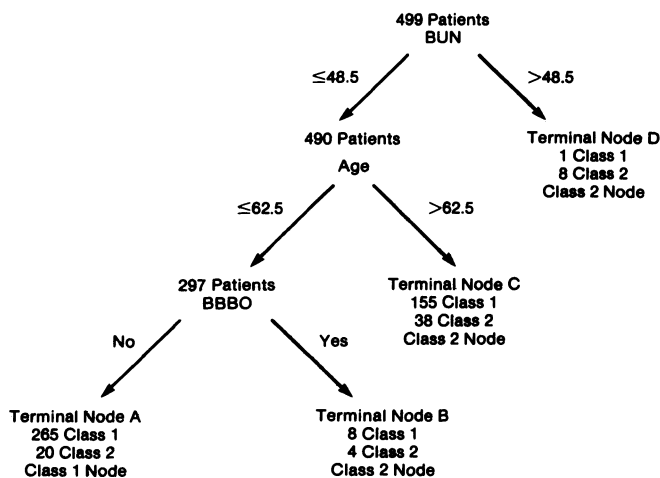 499 Patients
BUN
≤48.5
>48.5
490 Patients
Age
Terminal Node D
1 Class 1
8 Class 2
Class 2 Node
≤62.5
>62.5
297 Patients
BBBO
Terminal Node C
155 Class 1
38 Class 2
Class 2 Node
No
Yes
Terminal Node A
265 Class 1
20 Class 2
Class 1 Node
Terminal Node B
8 Class 1
4 Class 2
Class 2 Node